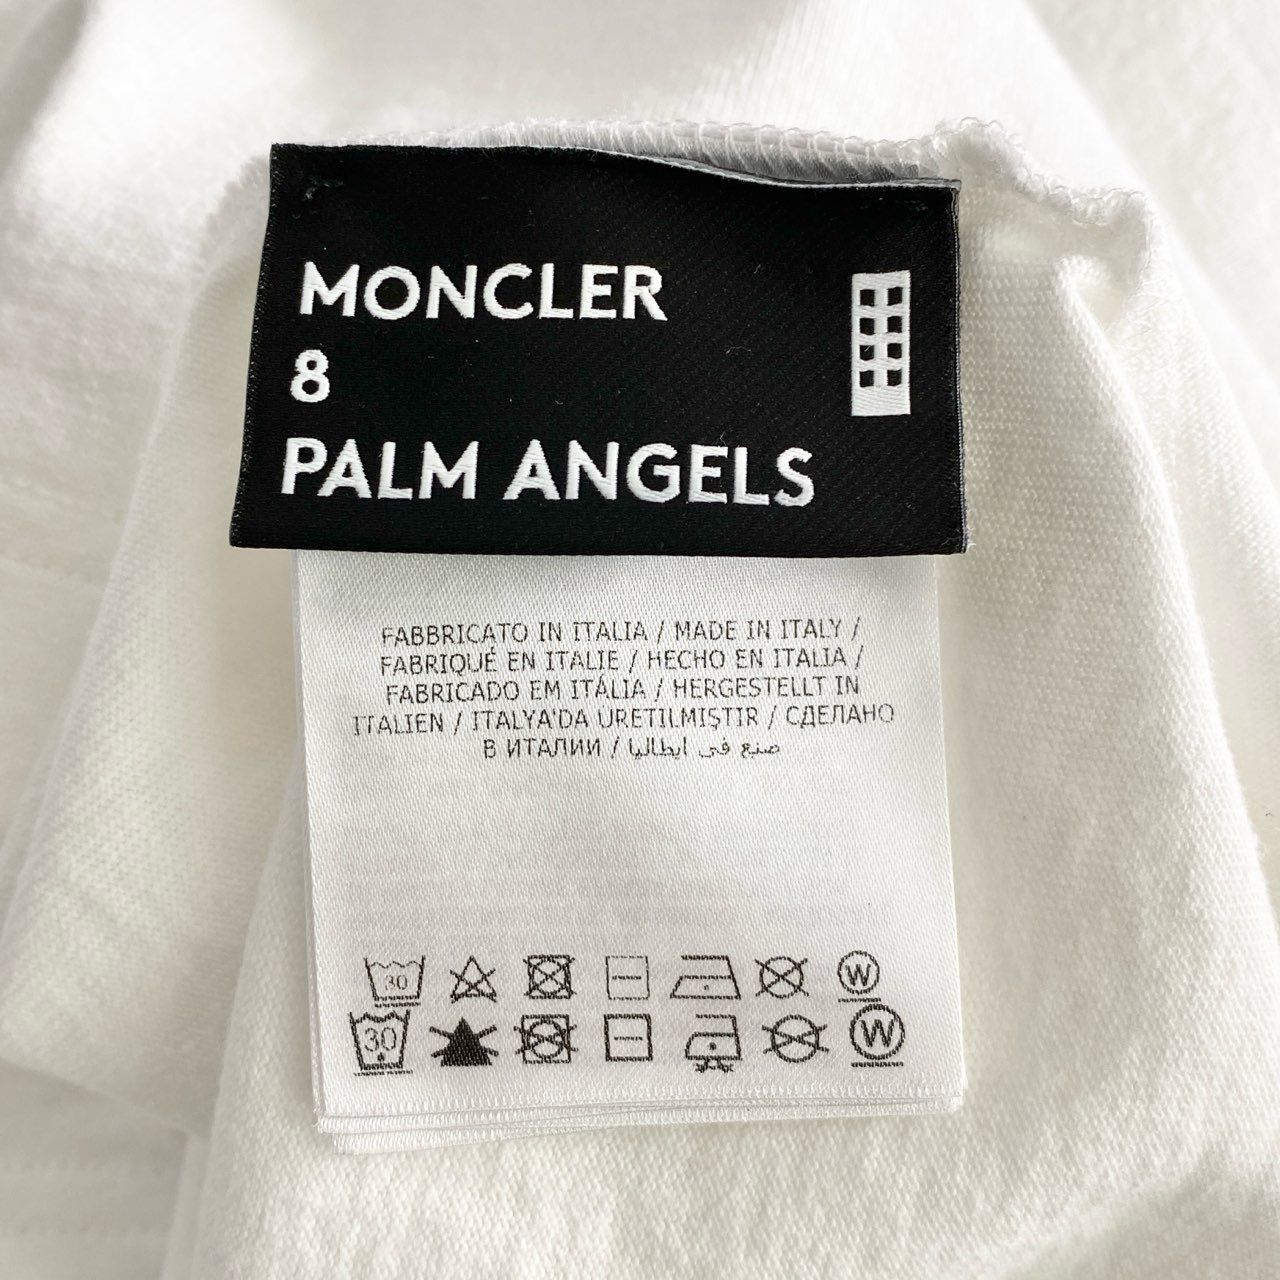 MONCLER
8
PALM ANGELS
FABBRICATO IN ITALIA / MADE IN ITALY /
FABRIQUÉ EN ITALIE / HECHO EN ITALIA /
FABRICADO EM ITÁLIA / HERGESTELLT IN
ITALIEN / ITALYA'DA ÜRETILMIŞTIR / СДЕЛАНО
В ИТАЛИИ / صنع في ايطاليا
30 W
30 W